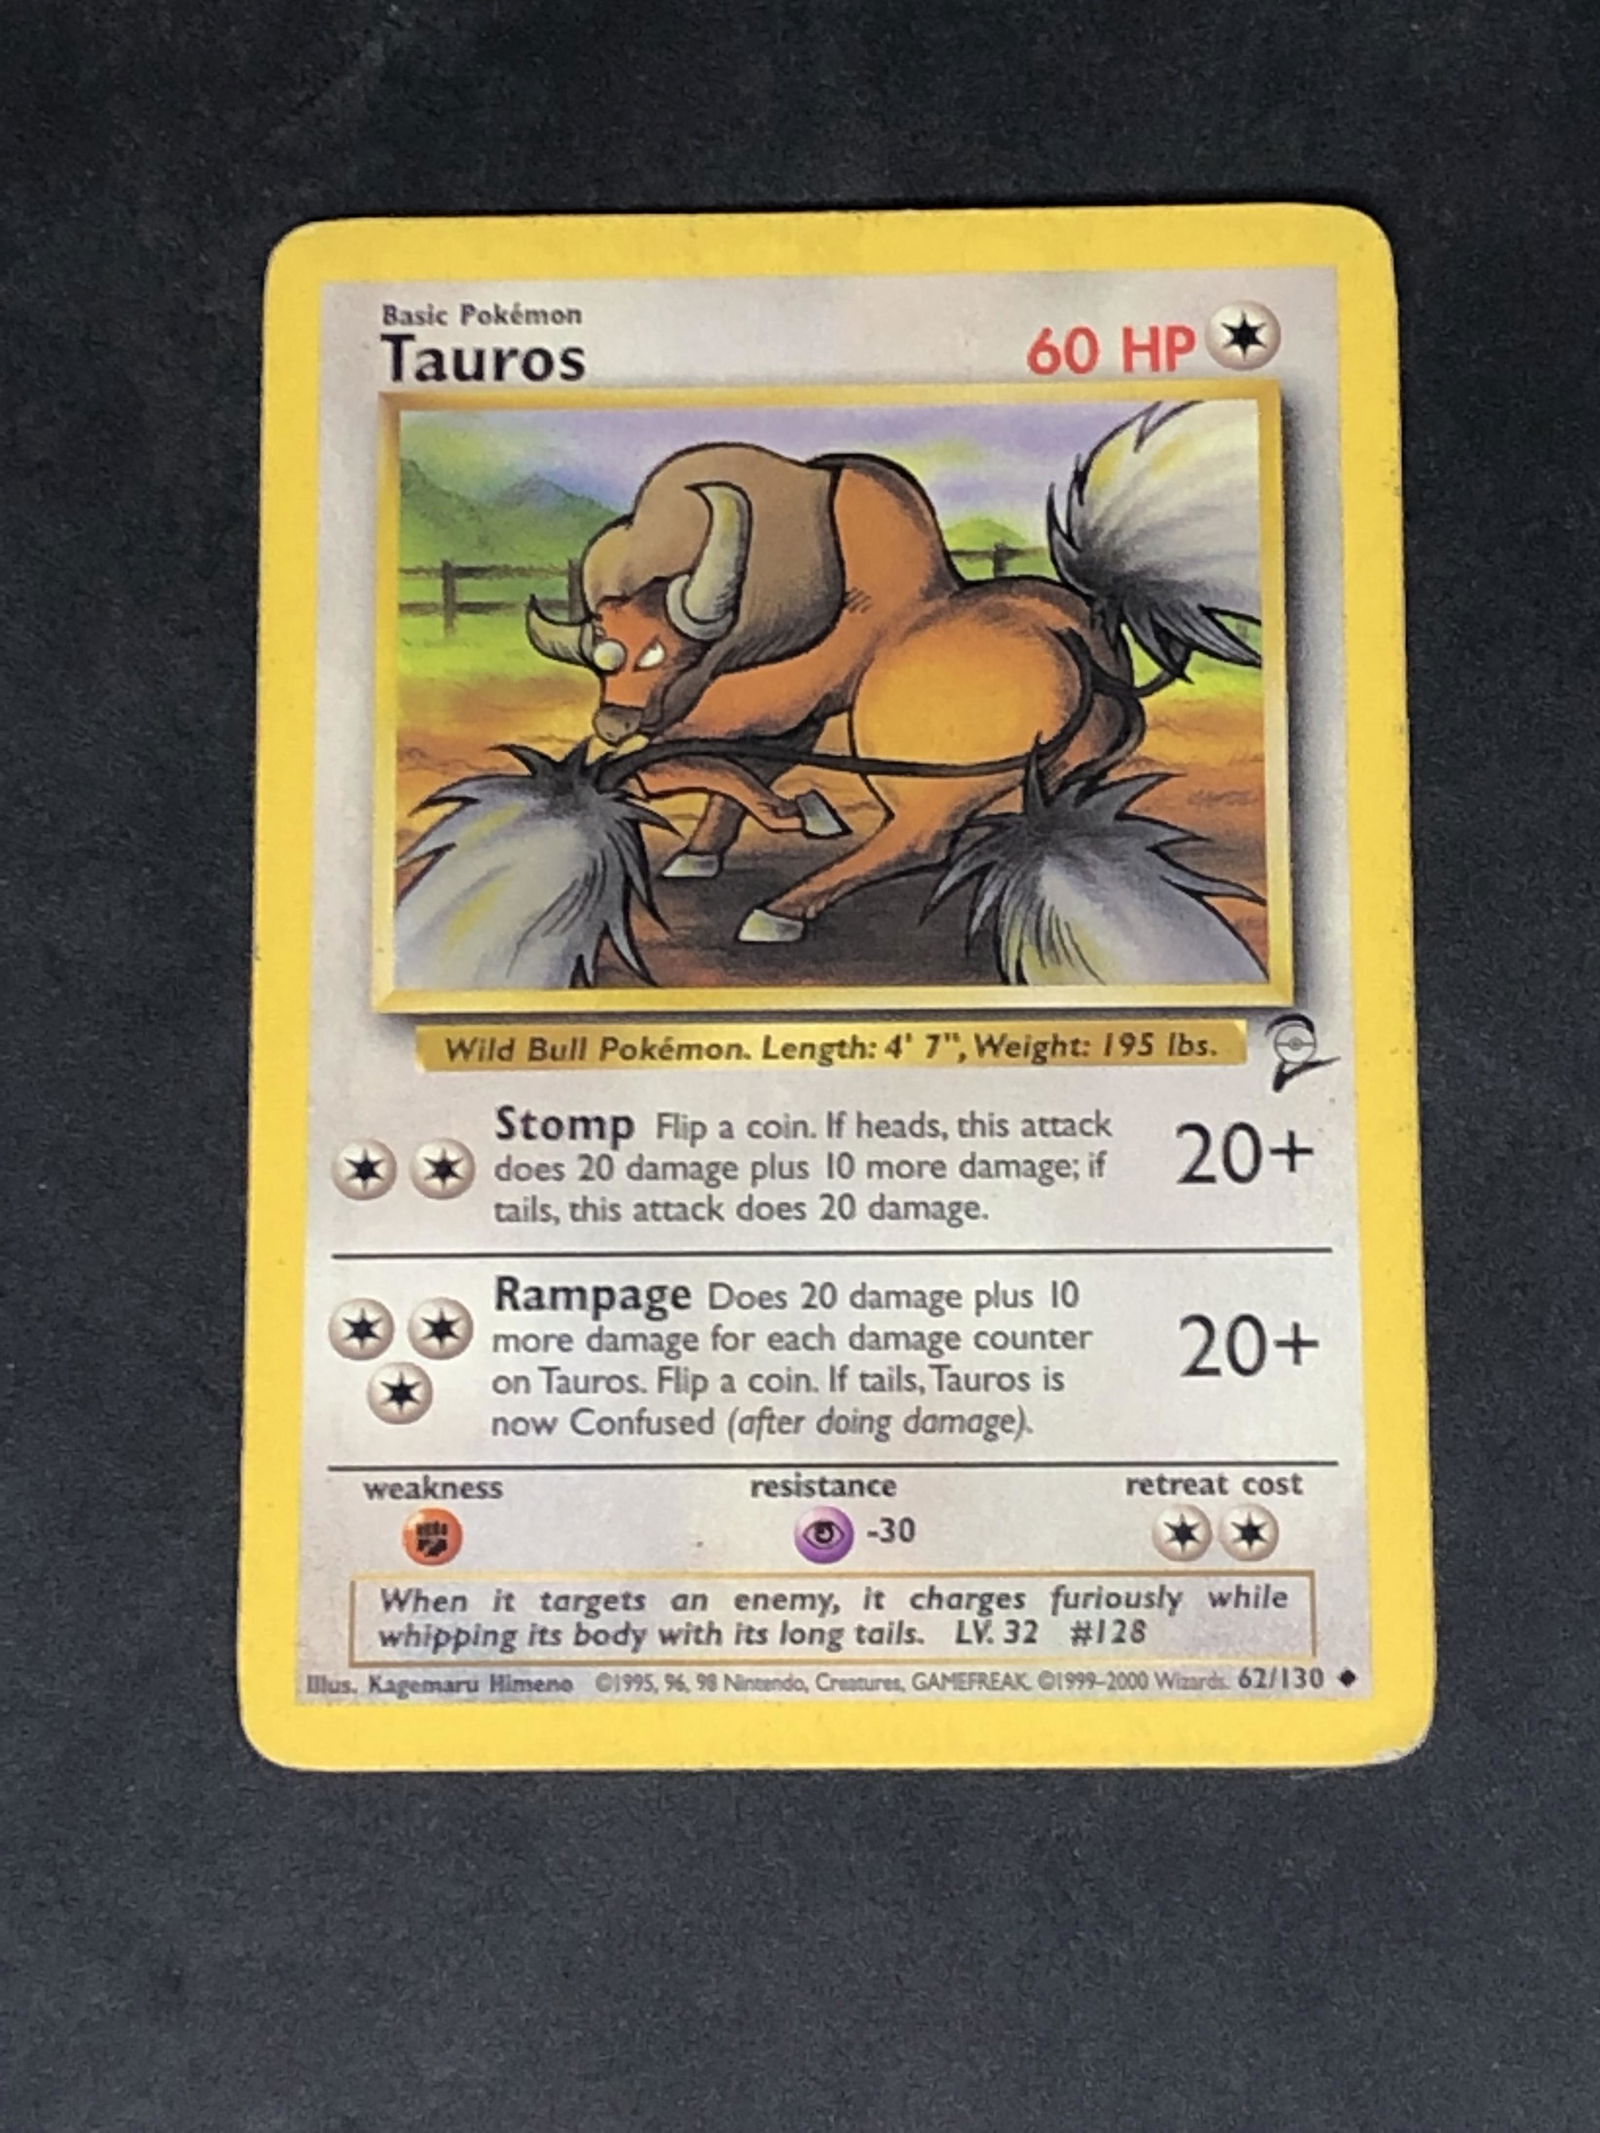 Basic Pokémon
Tauros
60 HP
Wild Bull Pokémon. Length: 4' 7", Weight: 195 lbs.
Stomp Flip a coin. If heads, this attack
does 20 damage plus 10 more damage; if
tails, this attack does 20 damage.
20+
Rampage Does 20 damage plus 10
more damage for each damage counter
on Tauros. Flip a coin. If tails, Tauros is
now Confused (after doing damage).
20+
weakness
resistance
retreat cost
-30
When it targets an enemy, it charges furiously while
whipping its body with its long tails. LV. 32 #128
Illus. Kagemaru Himeno ©1995, 96, 98 Nintendo, Creatures, GAMEFREAK. ©1999–2000 Wizards. 62/130